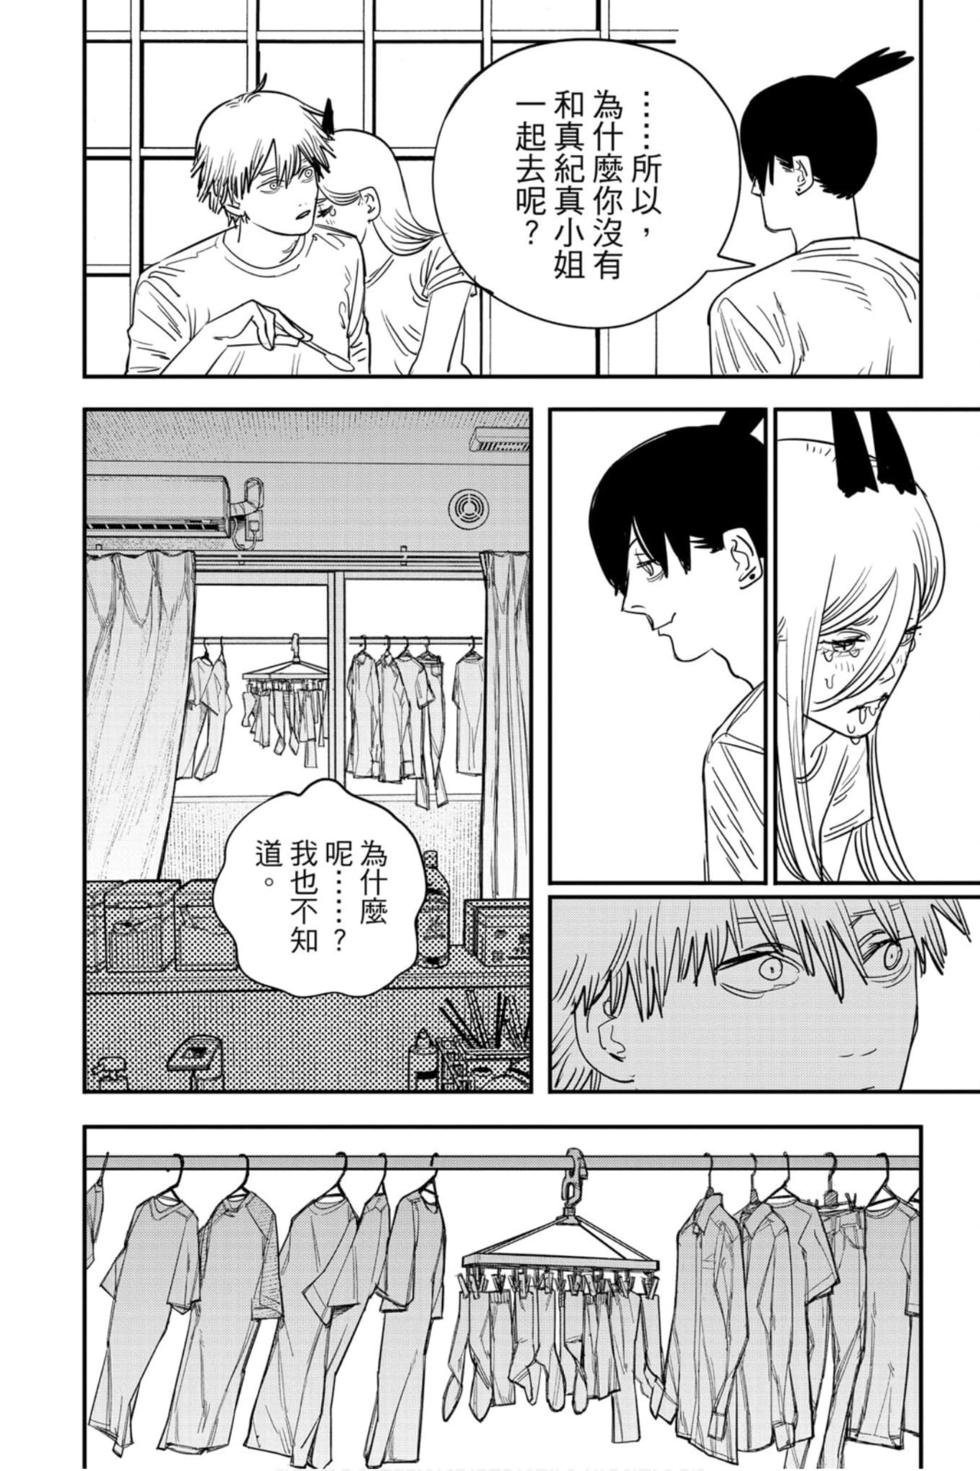 ……所以，
為什麼你沒有
和真紀真小姐
一起去呢？
為什麼
呢……？
我也不知
道。